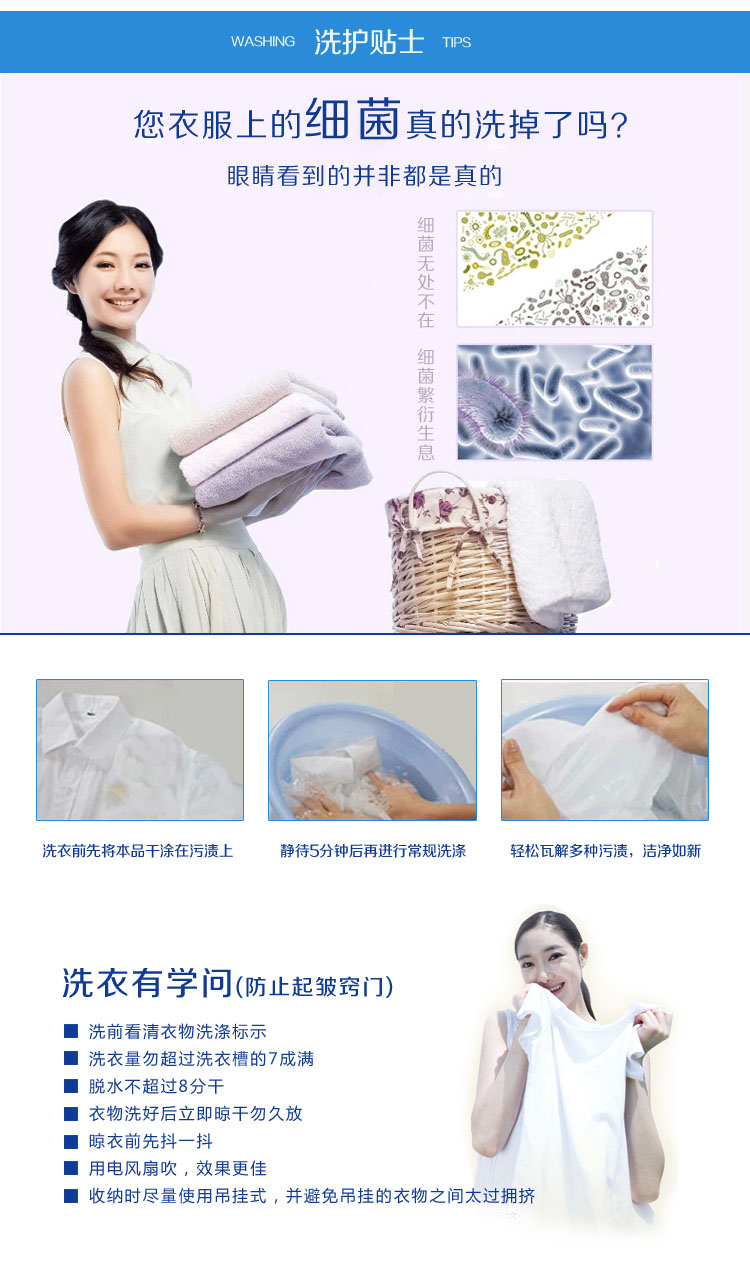 WASHING 洗护贴士 TIPS
您衣服上的细菌真的洗掉了吗?
眼睛看到的并非都是真的
细菌无处不在
细菌繁衍生息
洗衣前先将本品干涂在污渍上
静待5分钟后再进行常规洗涤
轻松瓦解多种污渍，洁净如新
洗衣有学问(防止起皱窍门)
■ 洗前看清衣物洗涤标示
■ 洗衣量勿超过洗衣槽的7成满
■ 脱水不超过8分干
■ 衣物洗好后立即晾干勿久放
■ 晾衣前先抖一抖
■ 用电风扇吹，效果更佳
■ 收纳时尽量使用吊挂式，并避免吊挂的衣物之间太过拥挤